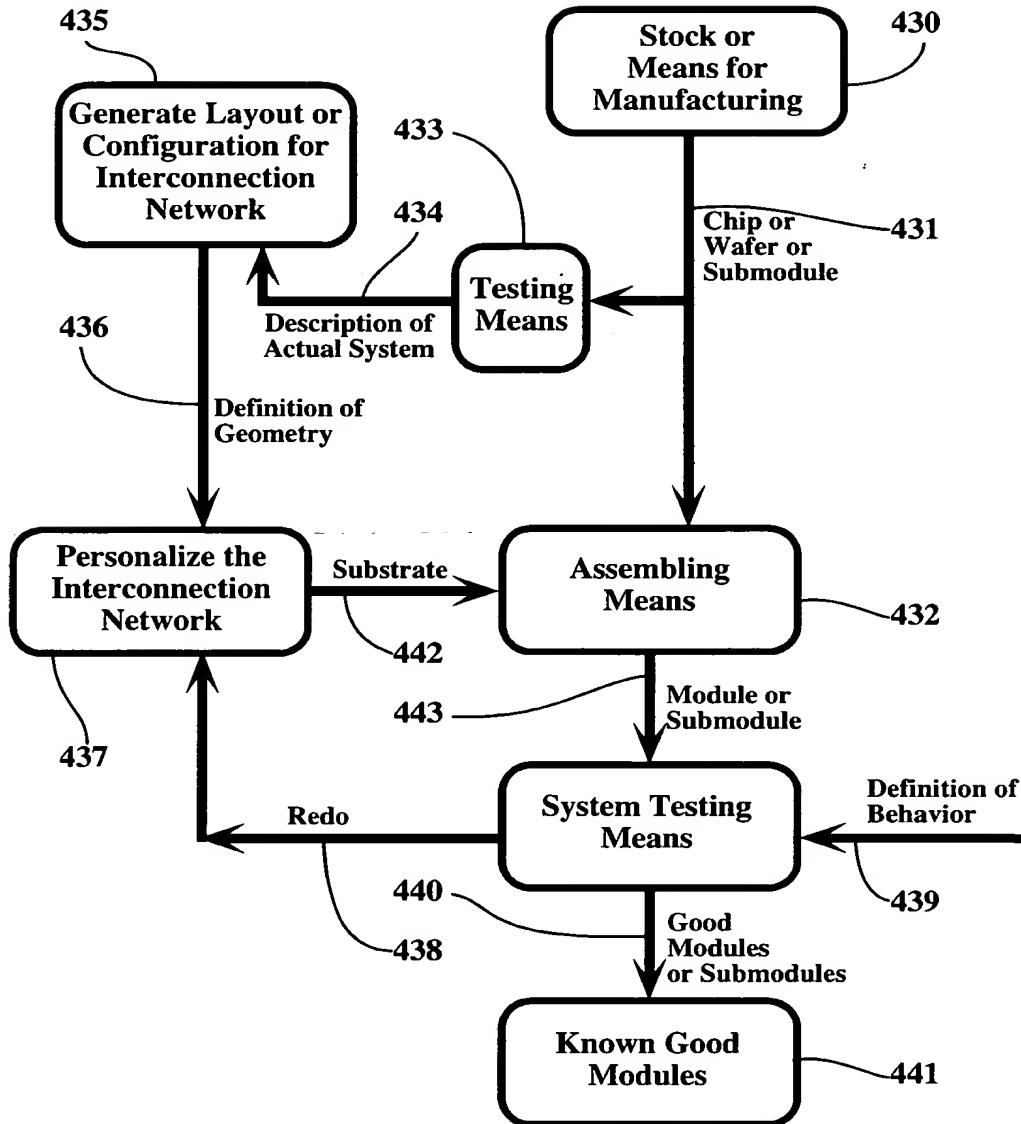 435
430
Stock or
Means for
Manufacturing
Generate Layout or
Configuration for
Interconnection
Network
433
434
431
Chip or
Wafer or
Submodule
Testing
Means
Description of
Actual System
436
Definition of
Geometry
Personalize the
Interconnection
Network
Substrate
442
Assembling
Means
432
443
Module or
Submodule
437
Definition of
Behavior
System Testing
Means
Redo
439
440
438
Good
Modules
or Submodules
Known Good
Modules
441